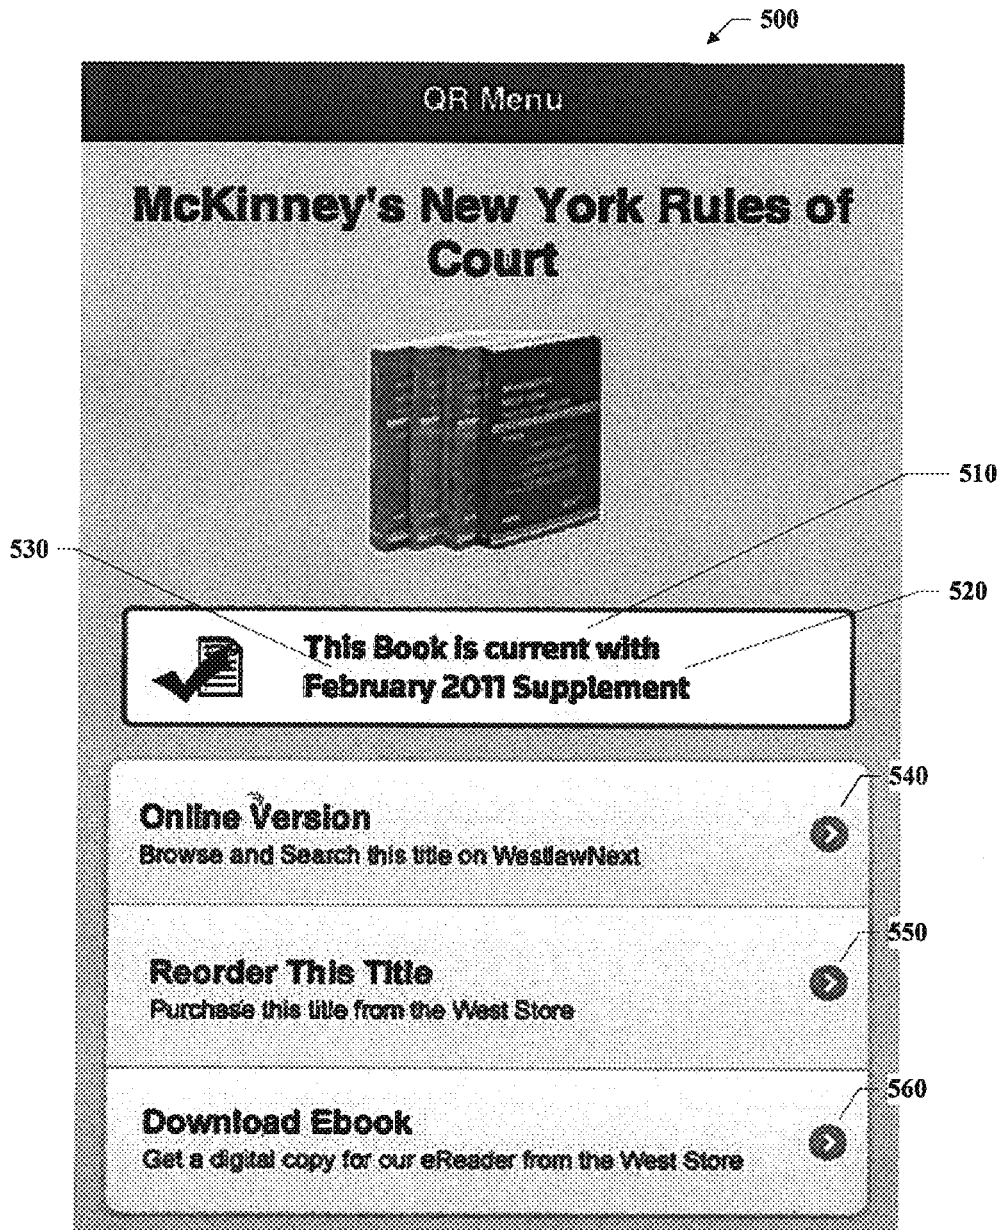 500
QR Menu
McKinney's New York Rules of
Court
510
530
520
This Book is current with
February 2011 Supplement
540
Online Version
Browse and Search this title on WestlawNext
550
Reorder This Title
Purchase this title from the West Store
560
Download Ebook
Get a digital copy for our eReader from the West Store